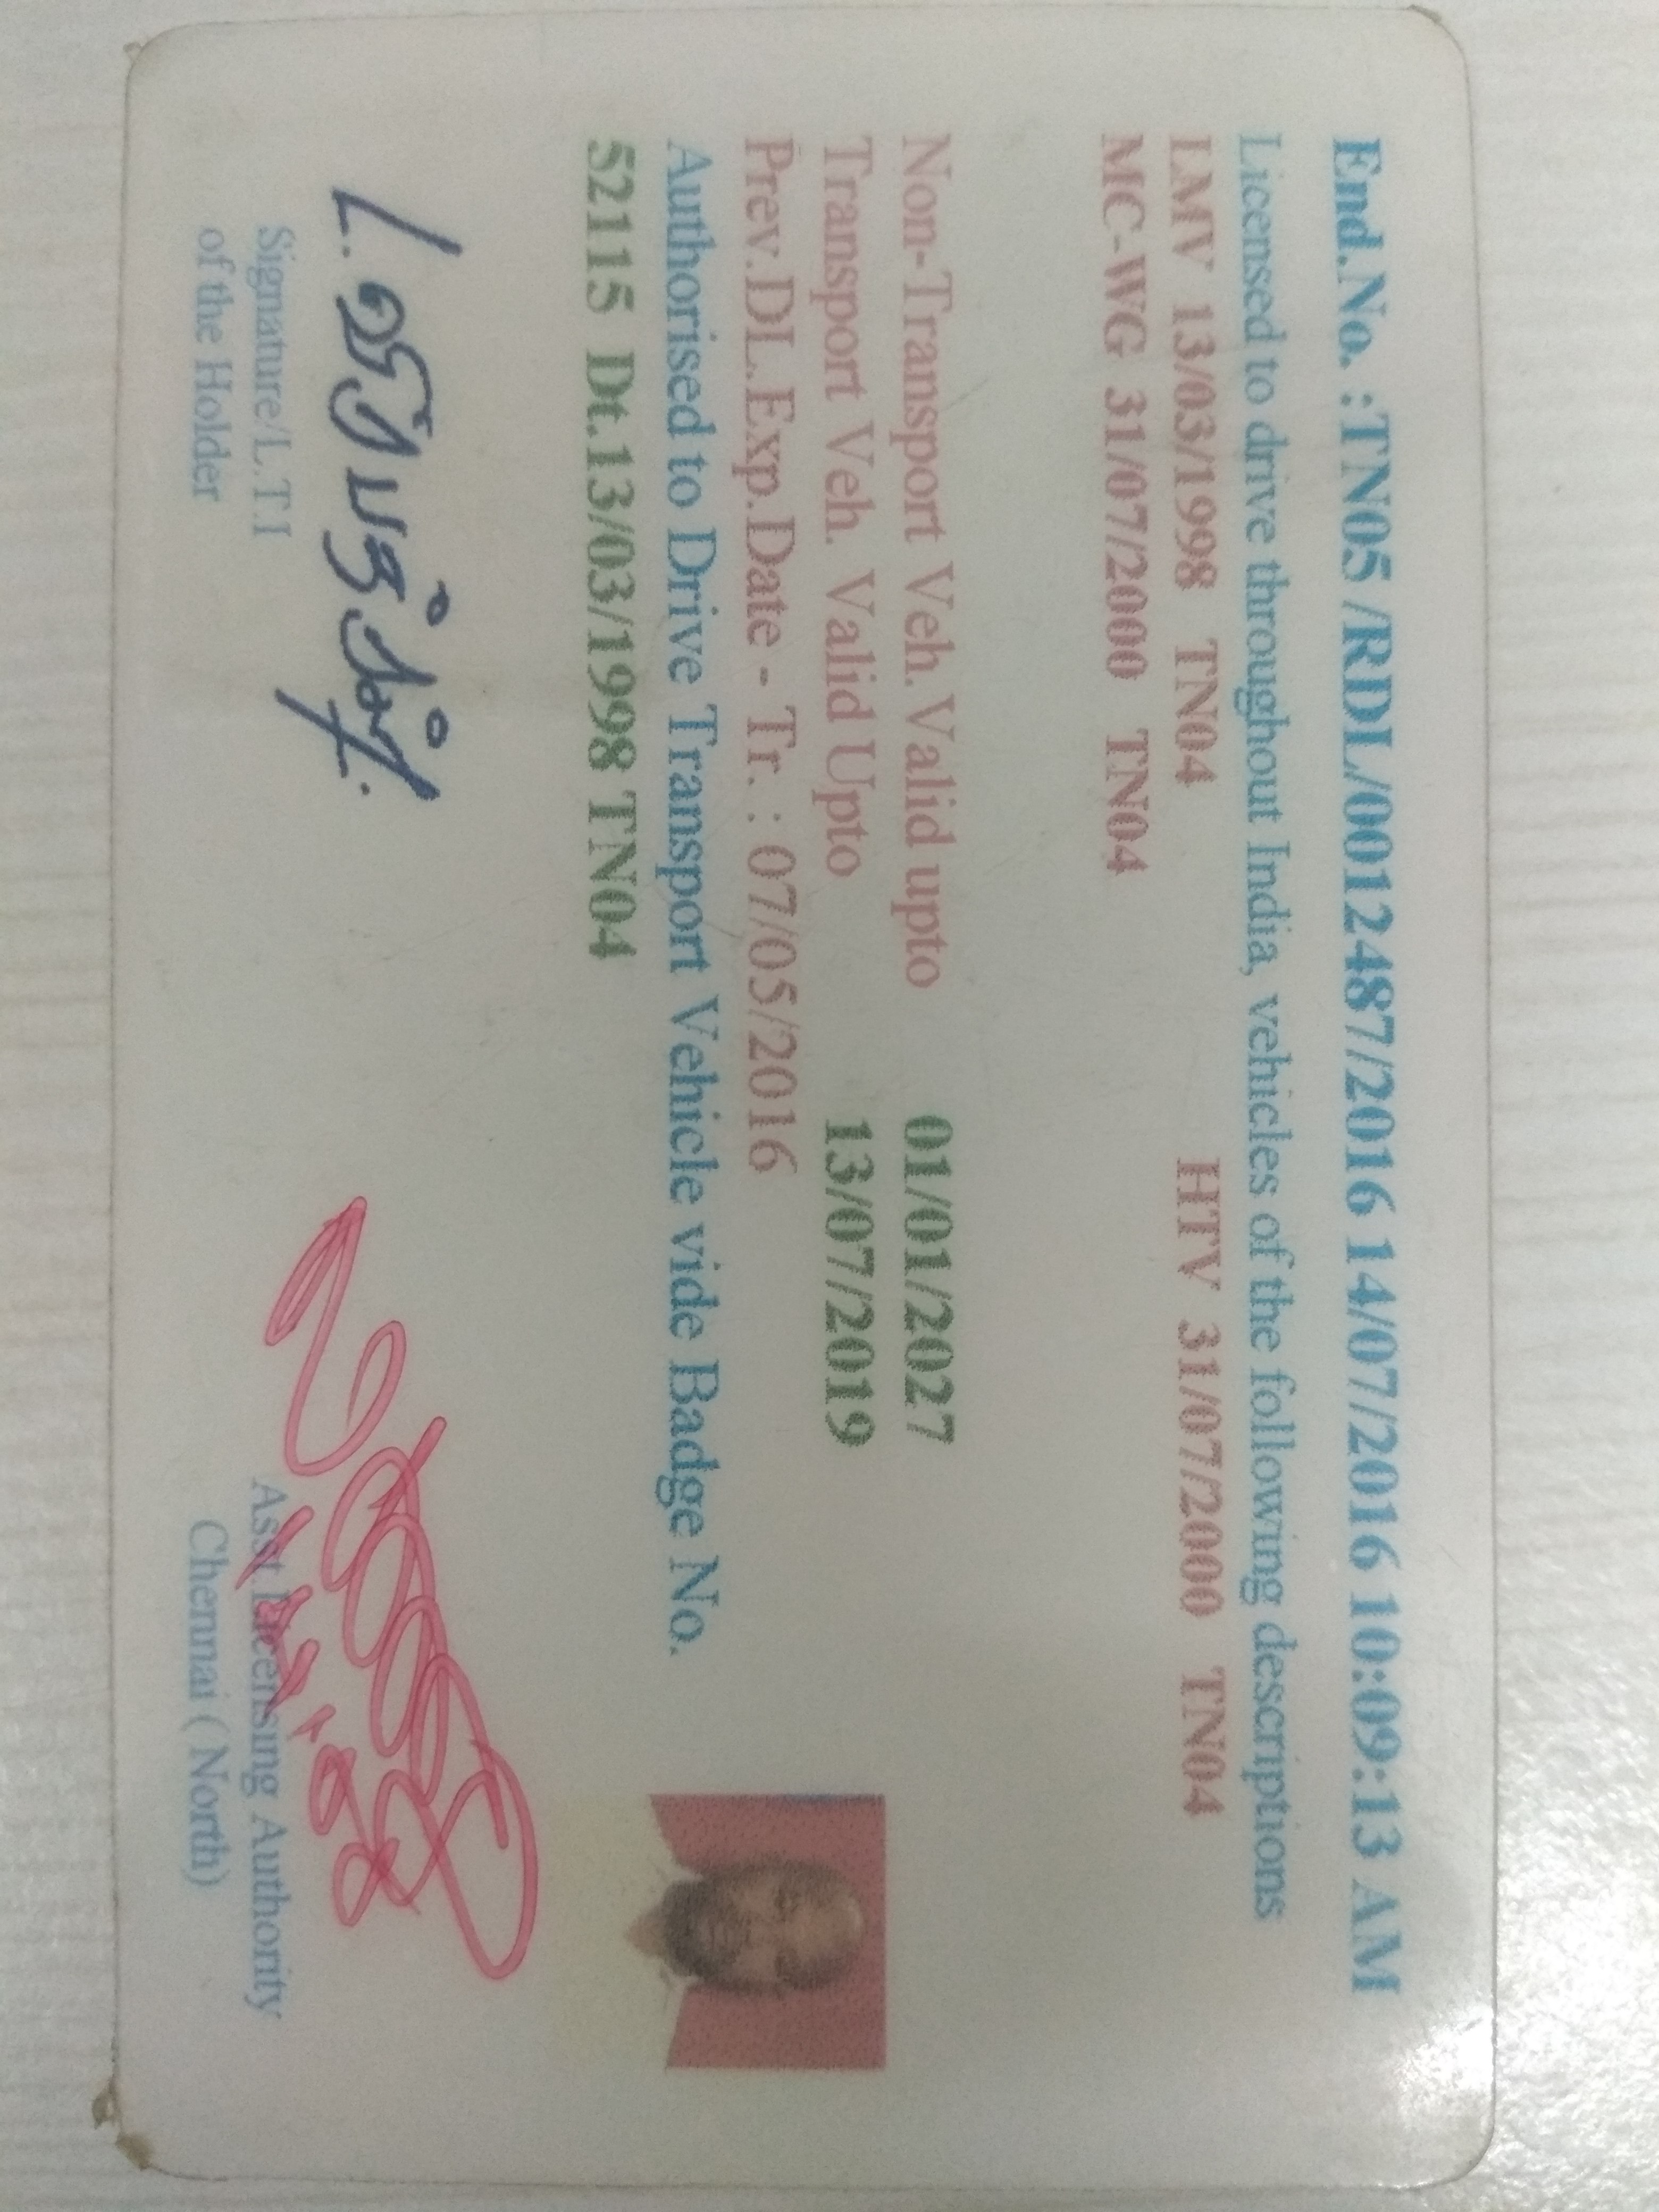 End.No. :TN05 /RDL/0012487/2016 14/07/2016 10:09:13 AM
Licensed to drive throughout India, vehicles of the following descriptions
LMV 13/03/1998 TN04 HTV 31/07/2000 TN04
MC-WG 31/07/2000 TN04
Non-Transport Veh.Valid upto 01/01/2027
Transport Veh. Valid Upto 13/07/2019
Prev.DL.Exp.Date - Tr. : 07/05/2016
Authorised to Drive Transport Vehicle vide Badge No.
52115 Dt.13/03/1998 TN04
Signature/L.T.I
of the Holder
Asst Licensing Authority
Chennai ( North)